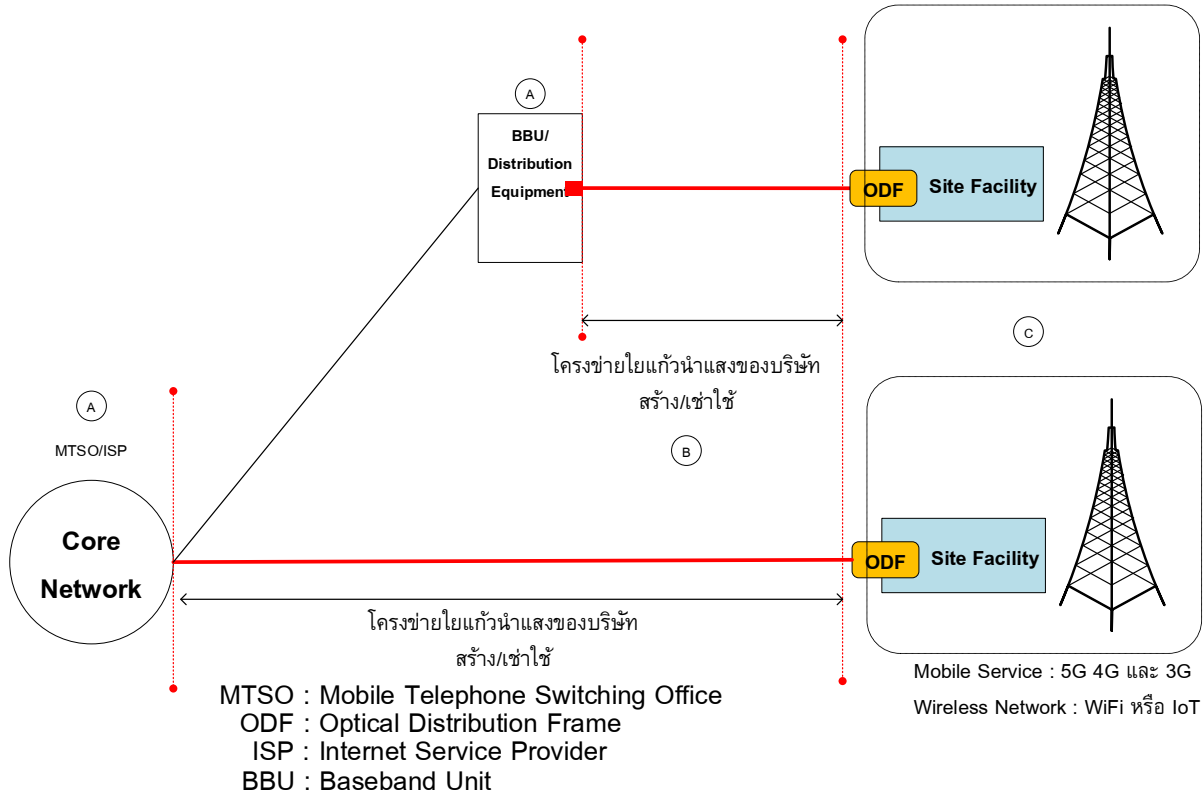 A
BBU/
Distribution
Equipment
ODF
Site Facility
C
โครงข่ายใยแก้วนำแสงของบริษัท
สร้าง/เช่าใช้
A
MTSO/ISP
B
Core
Network
ODF
Site Facility
โครงข่ายใยแก้วนำแสงของบริษัท
สร้าง/เช่าใช้
Mobile Service : 5G 4G และ 3G
Wireless Network : WiFi หรือ IoT
MTSO : Mobile Telephone Switching Office
ODF : Optical Distribution Frame
ISP : Internet Service Provider
BBU : Baseband Unit